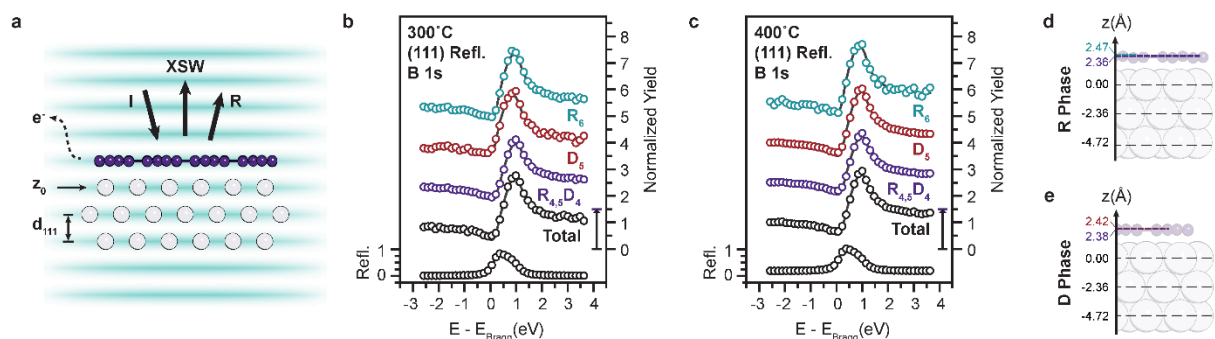 a
XSW
I
R
e-
z0
d111
b
300°C
(111) Refl.
B 1s
R6
D5
R4,5D4
Total
8
7
6
5
4
3
2
1
0
Normalized Yield
1
0
Refl.
-3 -2 -1 0 1 2 3 4
E - EBragg(eV)
c
400°C
(111) Refl.
B 1s
R6
D5
R4,5D4
Total
8
7
6
5
4
3
2
1
0
Normalized Yield
1
0
Refl.
-3 -2 -1 0 1 2 3 4
E - EBragg(eV)
d
z(Å)
2.47
2.36
0.00
-2.36
-4.72
R Phase
e
z(Å)
2.42
2.38
0.00
-2.36
-4.72
D Phase